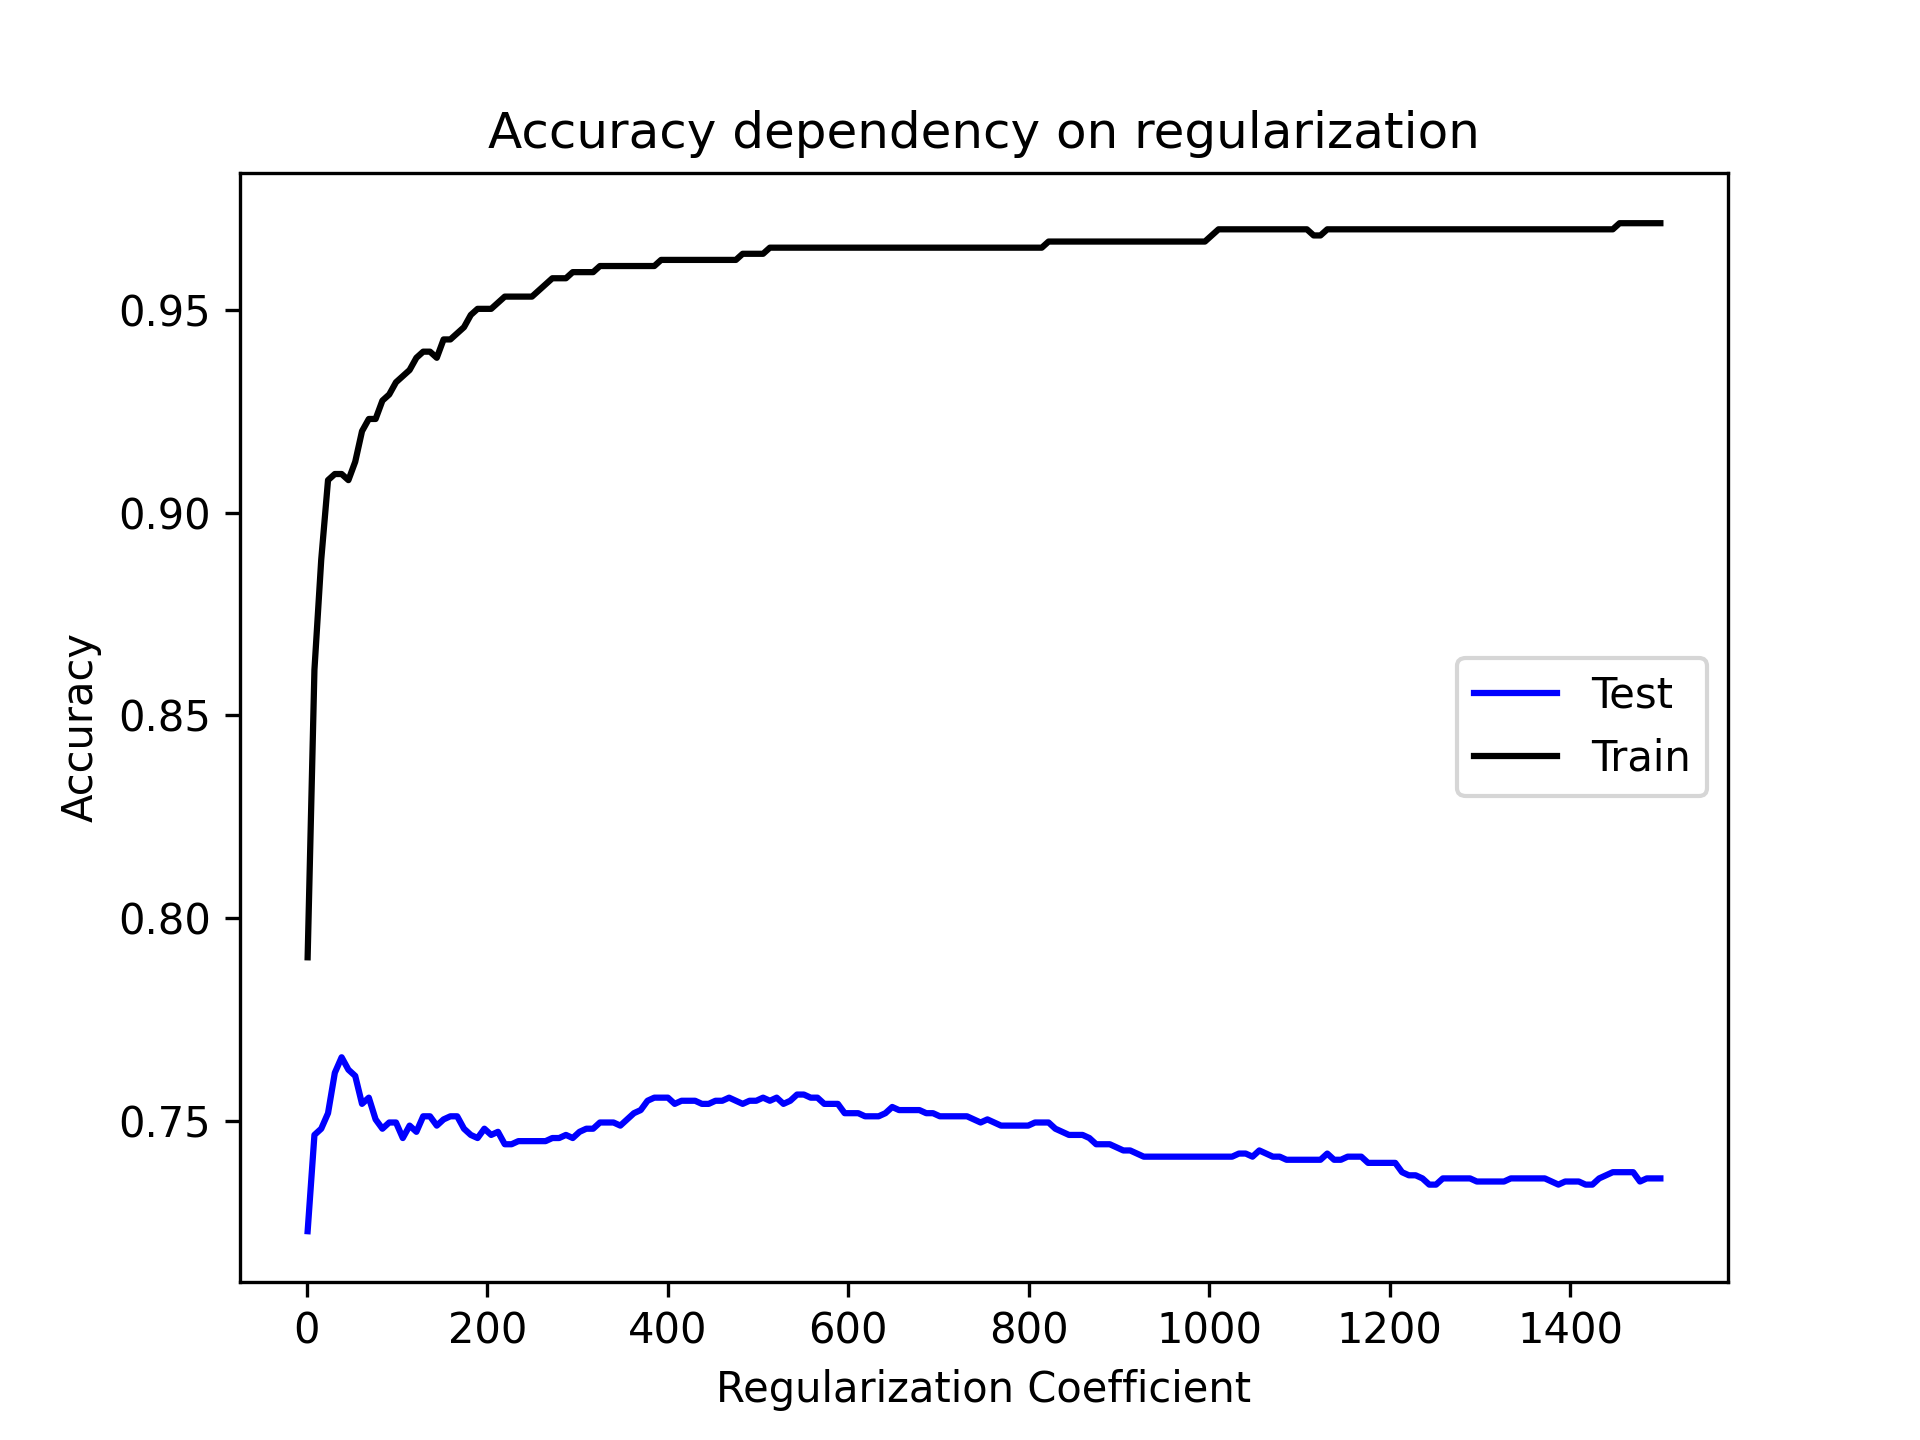 Accuracy dependency on regularization
Accuracy
0.95
0.90
0.85
0.80
0.75
Test
Train
0 200 400 600 800 1000 1200 1400
Regularization Coefficient